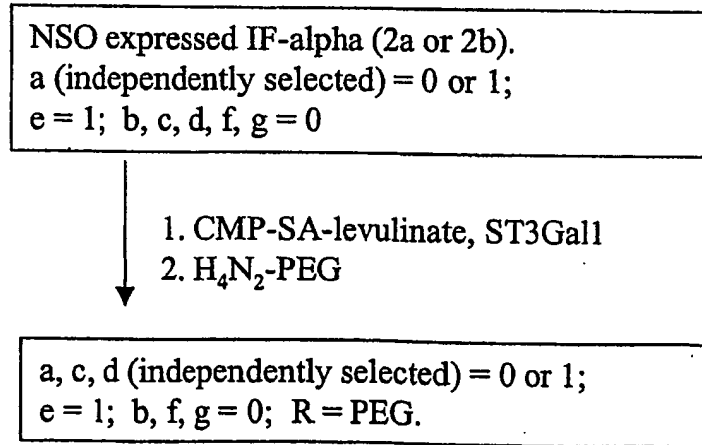 NSO expressed IF-alpha (2a or 2b).
a (independently selected) = 0 or 1;
e = 1; b, c, d, f, g = 0
1. CMP-SA-levulinate, ST3Gal1
2. H₄N₂-PEG
a, c, d (independently selected) = 0 or 1;
e = 1; b, f, g = 0; R = PEG.